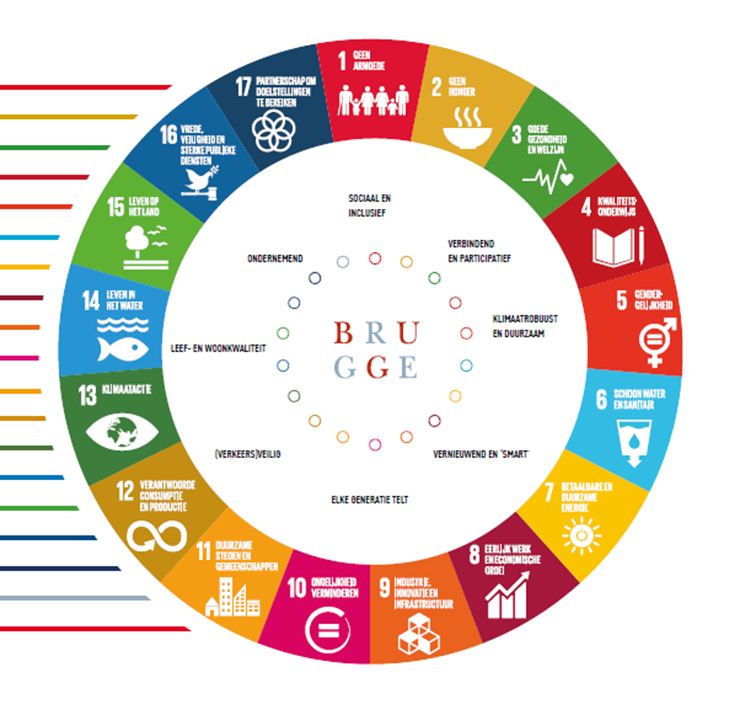 1 GEEN
ARMOEDE
2 GEEN
HONGER
3 GOEDE
GEZONDHEID
EN WELZIJN
4 KWALITEITS-
ONDERWIJS
5 GENDER-
GELIJKHEID
6 SCHOON WATER
EN SANITAIR
7 BETAALBARE EN
DUURZAME
ENERGIE
8 EERLIJK WERK
EN ECONOMISCHE
GROEI
9 INDUSTRIE,
INNOVATIE EN
INFRASTRUCTUUR
10 ONGELIJKHEID
VERMINDEREN
11 DUURZAME
STEDEN EN
GEMEENSCHAPPEN
12 VERANTWOORDE
CONSUMPTIE
EN PRODUCTIE
13 KLIMAATACTIE
14 LEVEN IN
HET WATER
15 LEVEN OP
HET LAND
16 VREDE,
VEILIGHEID EN
STERKE PUBLIEKE
DIENSTEN
17 PARTNERSCHAP OM
DOELSTELLINGEN
TE BEREIKEN
SOCIAAL EN
INCLUSIEF
VERBINDEND
EN PARTICIPATIEF
KLIMAATROBUUST
EN DUURZAAM
VERNIEUWEND EN 'SMART'
ELKE GENERATIE TELT
(VERKEERS)VEILIG
LEEF- EN WOONKWALITEIT
ONDERNEMEND
BRU
GGE